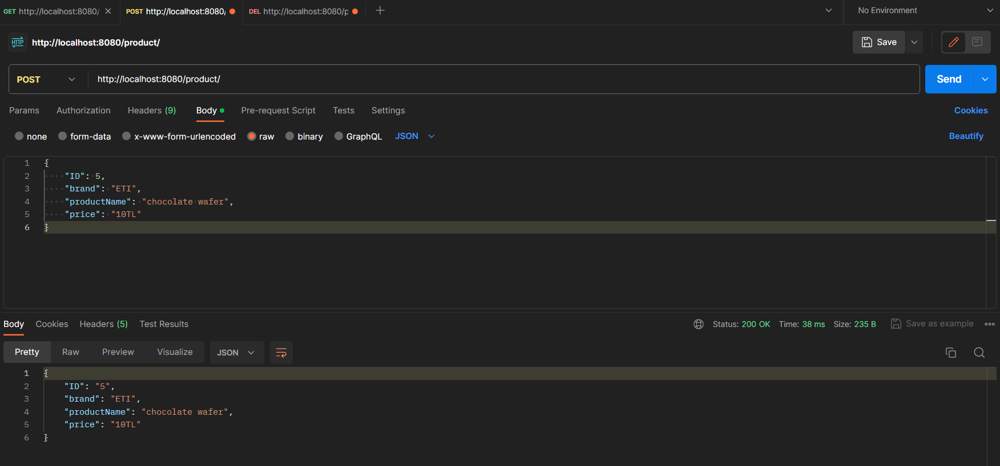 GET http://localhost:8080/ POST http://localhost:8080/ DEL http://localhost:8080/p No Environment
HTTP http://localhost:8080/product/ Save
POST http://localhost:8080/product/ Send
Params Authorization Headers (9) Body Pre-request Script Tests Settings Cookies
none form-data x-www-form-urlencoded raw binary GraphQL JSON Beautify
1 {
2 "ID": 5,
3 "brand": "ETI",
4 "productName": "chocolate wafer",
5 "price": "10TL"
6 }
Body Cookies Headers (5) Test Results Status: 200 OK Time: 38 ms Size: 235 B Save as example
Pretty Raw Preview Visualize JSON
1 {
2 "ID": "5",
3 "brand": "ETI",
4 "productName": "chocolate wafer",
5 "price": "10TL"
6 }